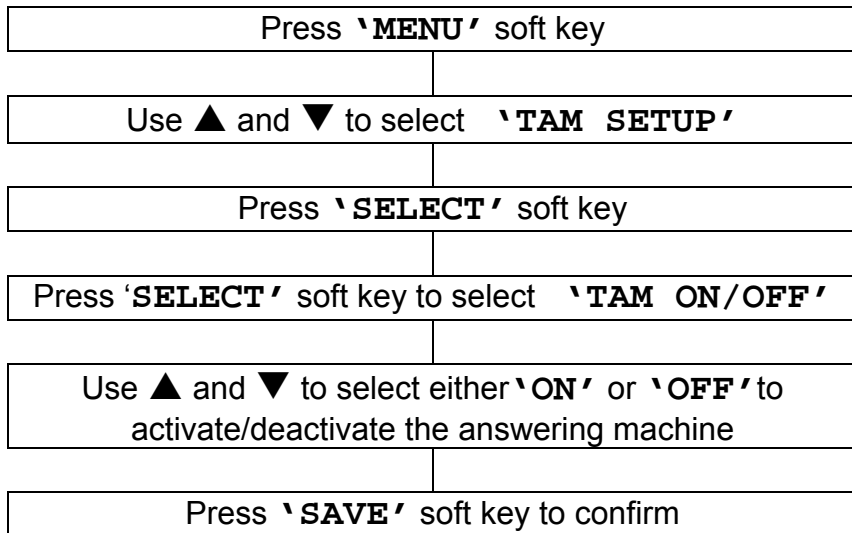 Press ‵MENU′ soft key
Use ▲ and ▼ to select ‵TAM SETUP′
Press ‵SELECT′ soft key
Press ‘SELECT′ soft key to select ‵TAM ON/OFF′
Use ▲ and ▼ to select either‵ON′ or ‵OFF′to
activate/deactivate the answering machine
Press ‵SAVE′ soft key to confirm